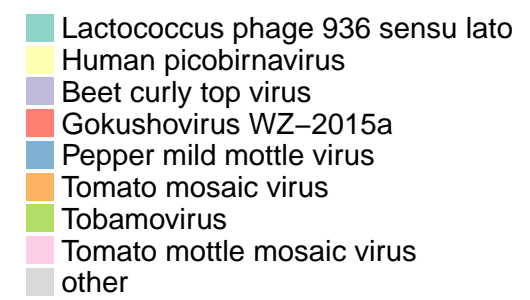 Lactococcus phage 936 sensu lato
Human picobirnavirus
Beet curly top virus
Gokushovirus WZ−2015a
Pepper mild mottle virus
Tomato mosaic virus
Tobamovirus
Tomato mottle mosaic virus
other